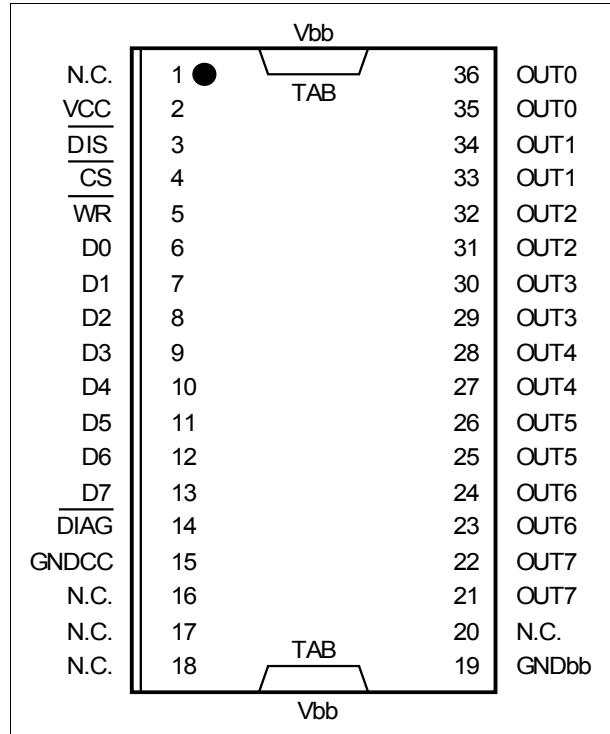 Vbb
TAB
N.C. 1 36 OUT0
VCC 2 35 OUT0
DIS 3 34 OUT1
CS 4 33 OUT1
WR 5 32 OUT2
D0 6 31 OUT2
D1 7 30 OUT3
D2 8 29 OUT3
D3 9 28 OUT4
D4 10 27 OUT4
D5 11 26 OUT5
D6 12 25 OUT5
D7 13 24 OUT6
DIAG 14 23 OUT6
GNDCC 15 22 OUT7
N.C. 16 21 OUT7
N.C. 17 20 N.C.
TAB
N.C. 18 19 GNDbb
Vbb